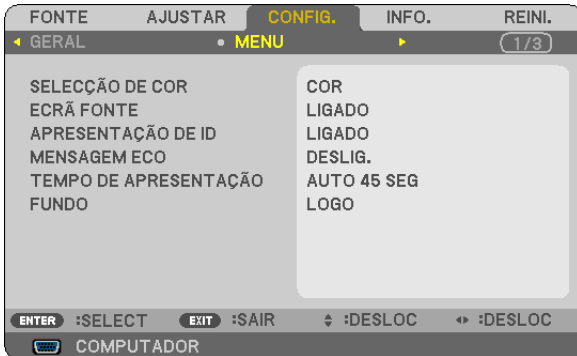 FONTE AJUSTAR CONFIG. INFO. REINI.
GERAL MENU 1/3
SELECÇÃO DE COR COR
ECRÃ FONTE LIGADO
APRESENTAÇÃO DE ID LIGADO
MENSAGEM ECO DESLIG.
TEMPO DE APRESENTAÇÃO AUTO 45 SEG
FUNDO LOGO
ENTER :SELECT EXIT :SAIR :DESLOC :DESLOC
COMPUTADOR